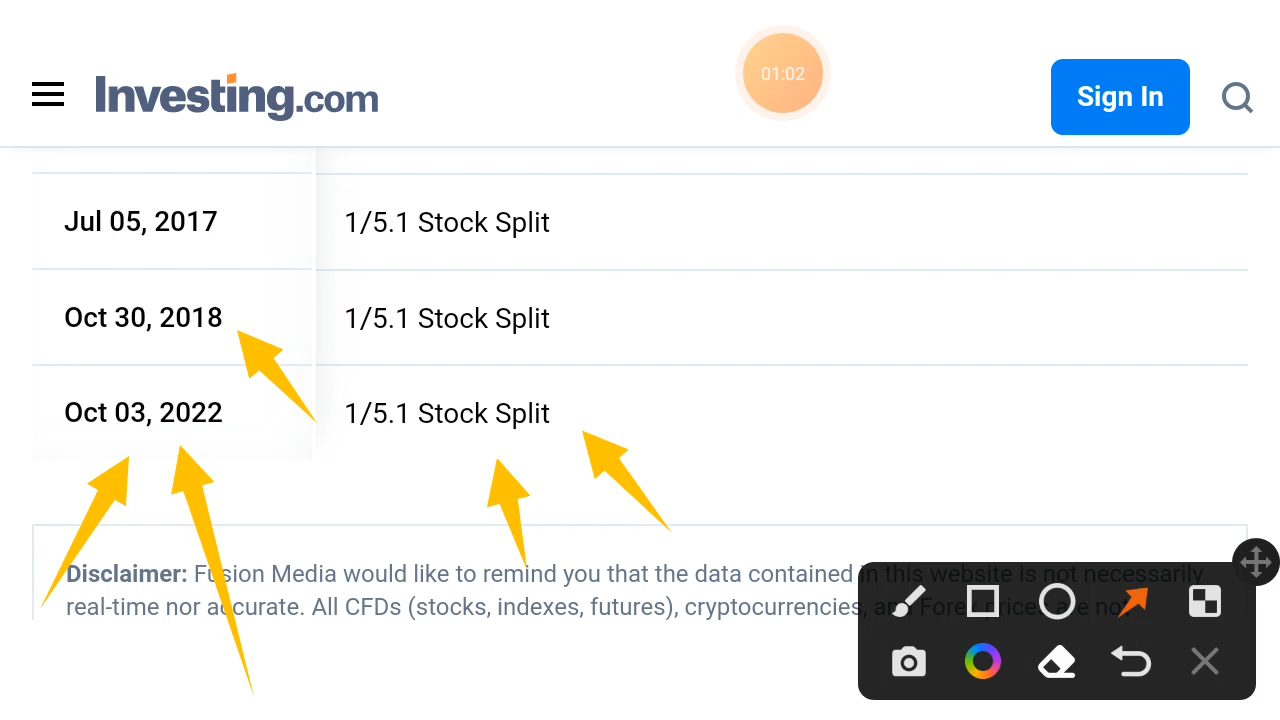 Investing.com
01:02
Sign In
Jul 05, 2017
1/5.1 Stock Split
Oct 30, 2018
1/5.1 Stock Split
Oct 03, 2022
1/5.1 Stock Split
Disclaimer: Fusion Media would like to remind you that the data contained in this website is not necessarily
real-time nor accurate. All CFDs (stocks, indexes, futures), cryptocurrencies, and Forex prices are not